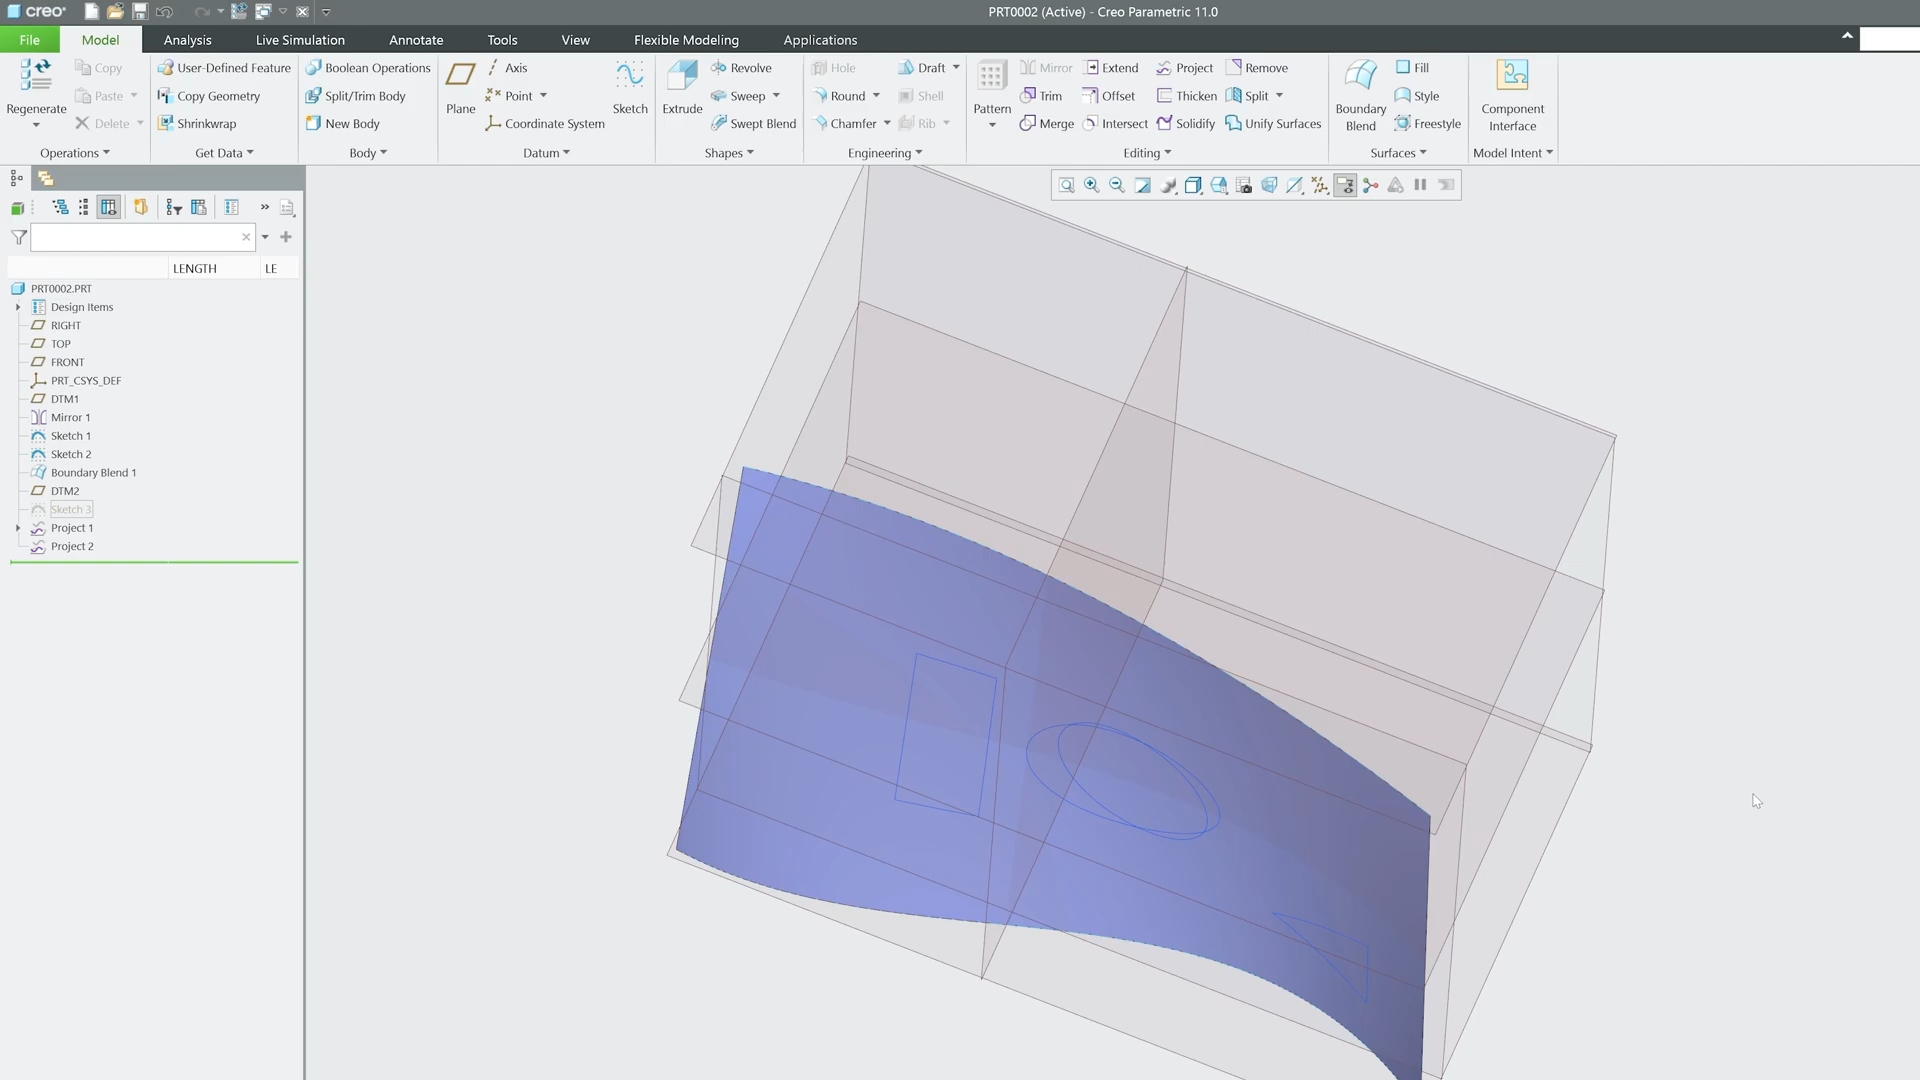 creo
PRT0002 (Active) - Creo Parametric 11.0
File Model Analysis Live Simulation Annotate Tools View Flexible Modeling Applications
Copy User-Defined Feature Boolean Operations Axis Revolve Hole Draft Mirror Extend Project Remove Fill
Paste Copy Geometry Split/Trim Body Point Sweep Round Shell Trim Offset Thicken Split Style
Regenerate Plane Sketch Extrude Pattern Boundary Blend Component Interface
Delete Shrinkwrap New Body Coordinate System Swept Blend Chamfer Rib Merge Intersect Solidify Unify Surfaces Freestyle
Operations Get Data Body Datum Shapes Engineering Editing Surfaces Model Intent
LENGTH LE
PRT0002.PRT
Design Items
RIGHT
TOP
FRONT
PRT_CSYS_DEF
DTM1
Mirror 1
Sketch 1
Sketch 2
Boundary Blend 1
DTM2
Sketch 3
Project 1
Project 2